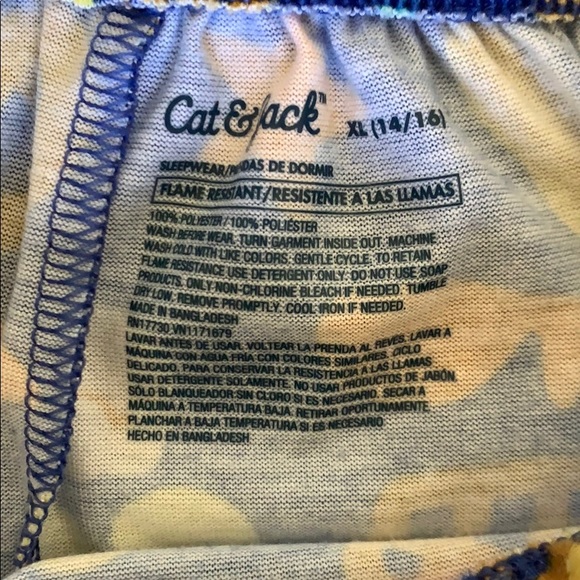 Cat & Jack™ XL (14/16)
SLEEPWEAR/PRENDAS DE DORMIR
FLAME RESISTANT/RESISTENTE A LAS LLAMAS
100% POLYESTER / 100% POLIESTER
WASH BEFORE WEAR. TURN GARMENT INSIDE OUT. MACHINE
WASH COLD WITH LIKE COLORS. GENTLE CYCLE. TO RETAIN
FLAME RESISTANCE USE DETERGENT ONLY. DO NOT USE SOAP
PRODUCTS. ONLY NON-CHLORINE BLEACH IF NEEDED. TUMBLE
DRY LOW. REMOVE PROMPTLY. COOL IRON IF NEEDED.
MADE IN BANGLADESH
RN17730 VN1171679
LAVAR ANTES DE USAR. VOLTEAR LA PRENDA AL REVES. LAVAR A
MÁQUINA CON AGUA FRÍA CON COLORES SIMILARES. CICLO
DELICADO. PARA CONSERVAR LA RESISTENCIA A LAS LLAMAS
USAR DETERGENTE SOLAMENTE. NO USAR PRODUCTOS DE JABÓN.
SÓLO BLANQUEADOR SIN CLORO SI ES NECESARIO. SECAR A
MÁQUINA A TEMPERATURA BAJA. RETIRAR OPORTUNAMENTE.
PLANCHAR A BAJA TEMPERATURA SI ES NECESARIO
HECHO EN BANGLADESH